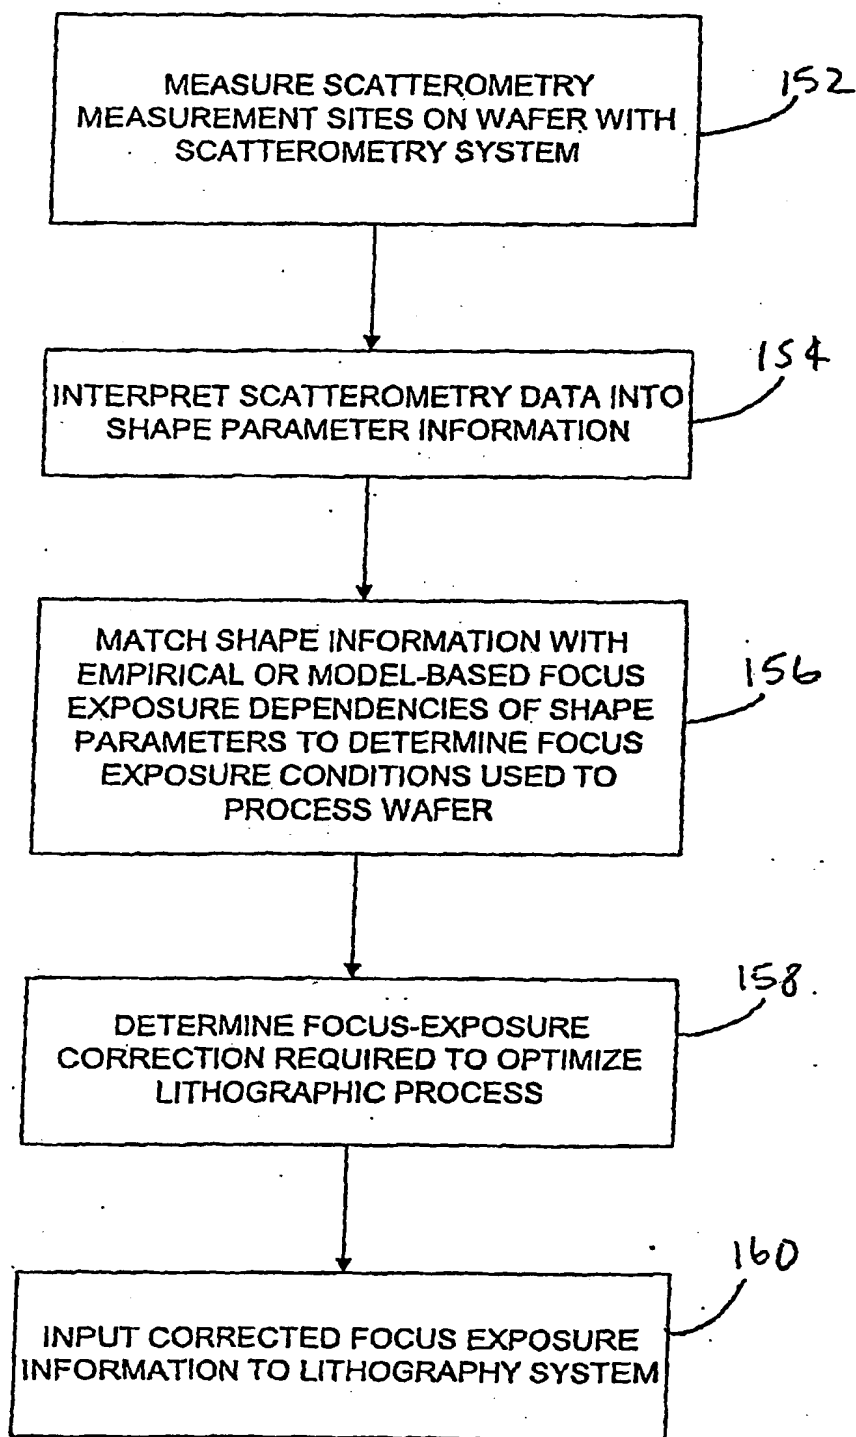 MEASURE SCATTEROMETRY
MEASUREMENT SITES ON WAFER WITH
SCATTEROMETRY SYSTEM
152
INTERPRET SCATTEROMETRY DATA INTO
SHAPE PARAMETER INFORMATION
154
MATCH SHAPE INFORMATION WITH
EMPIRICAL OR MODEL-BASED FOCUS
EXPOSURE DEPENDENCIES OF SHAPE
PARAMETERS TO DETERMINE FOCUS
EXPOSURE CONDITIONS USED TO
PROCESS WAFER
156
DETERMINE FOCUS-EXPOSURE
CORRECTION REQUIRED TO OPTIMIZE
LITHOGRAPHIC PROCESS
158
INPUT CORRECTED FOCUS EXPOSURE
INFORMATION TO LITHOGRAPHY SYSTEM
160